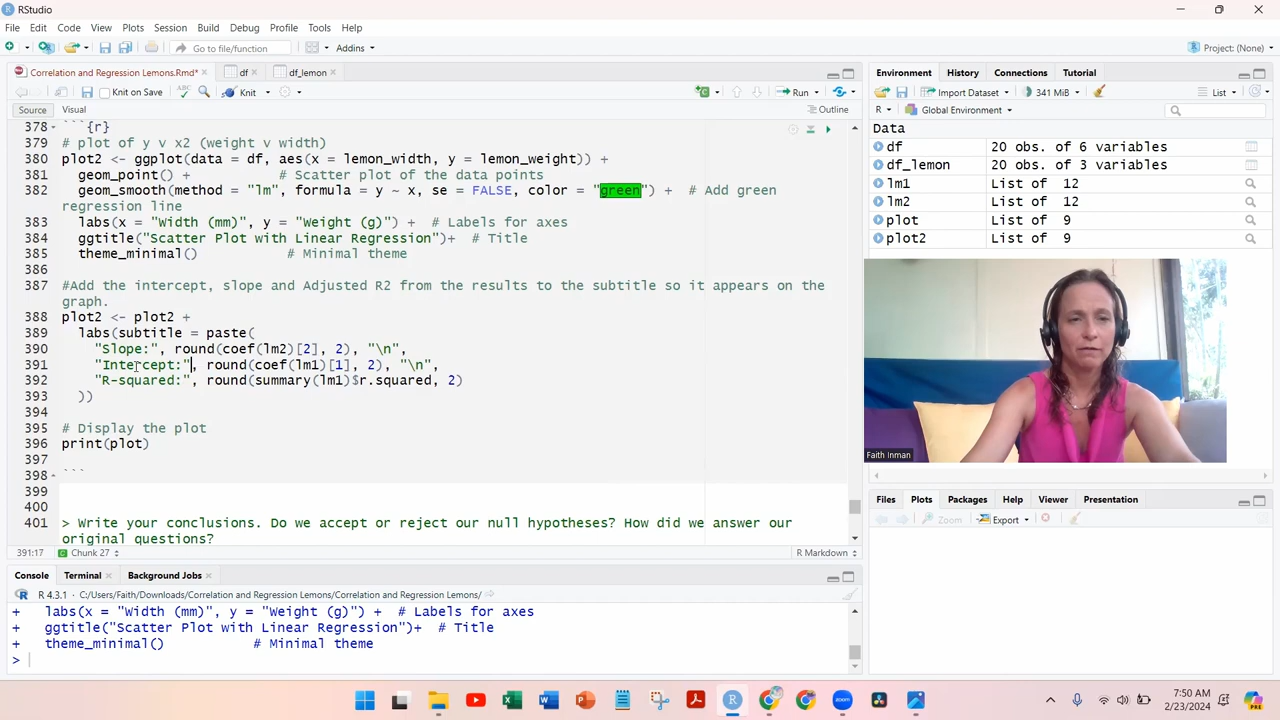 RStudio
File Edit Code View Plots Session Build Debug Profile Tools Help
Go to file/function Addins Project: (None)
Correlation and Regression Lemons.Rmd* df df_lemon
Knit on Save Knit Run
Source Visual Outline
378 ```{r}
379 # plot of y v x2 (weight v width)
380 plot2 <- ggplot(data = df, aes(x = lemon_width, y = lemon_weight)) +
381 geom_point() + # Scatter plot of the data points
382 geom_smooth(method = "lm", formula = y ~ x, se = FALSE, color = "green") + # Add green
regression line
383 labs(x = "Width (mm)", y = "Weight (g)") + # Labels for axes
384 ggtitle("Scatter Plot with Linear Regression")+ # Title
385 theme_minimal() # Minimal theme
386
387 #Add the intercept, slope and Adjusted R2 from the results to the subtitle so it appears on the
graph.
388 plot2 <- plot2 +
389 labs(subtitle = paste(
390 "Slope:", round(coef(lm2)[2], 2), "\n",
391 "Intercept:", round(coef(lm1)[1], 2), "\n",
392 "R-squared:", round(summary(lm1)$r.squared, 2)
393 ))
394
395 # Display the plot
396 print(plot)
397
398 ```
399
400
401 > Write your conclusions. Do we accept or reject our null hypotheses? How did we answer our
original questions?
391:17 Chunk 27 R Markdown
Console Terminal Background Jobs
R 4.3.1 · C:/Users/Faith/Downloads/Correlation and Regression Lemons/Correlation and Regression Lemons/
+ labs(x = "Width (mm)", y = "Weight (g)") + # Labels for axes
+ ggtitle("Scatter Plot with Linear Regression")+ # Title
+ theme_minimal() # Minimal theme
>
Environment History Connections Tutorial
Import Dataset 341 MiB List
R Global Environment
Data
df 20 obs. of 6 variables
df_lemon 20 obs. of 3 variables
lm1 List of 12
lm2 List of 12
plot List of 9
plot2 List of 9
Faith Inman
Files Plots Packages Help Viewer Presentation
Zoom Export
7:50 AM
2/23/2024